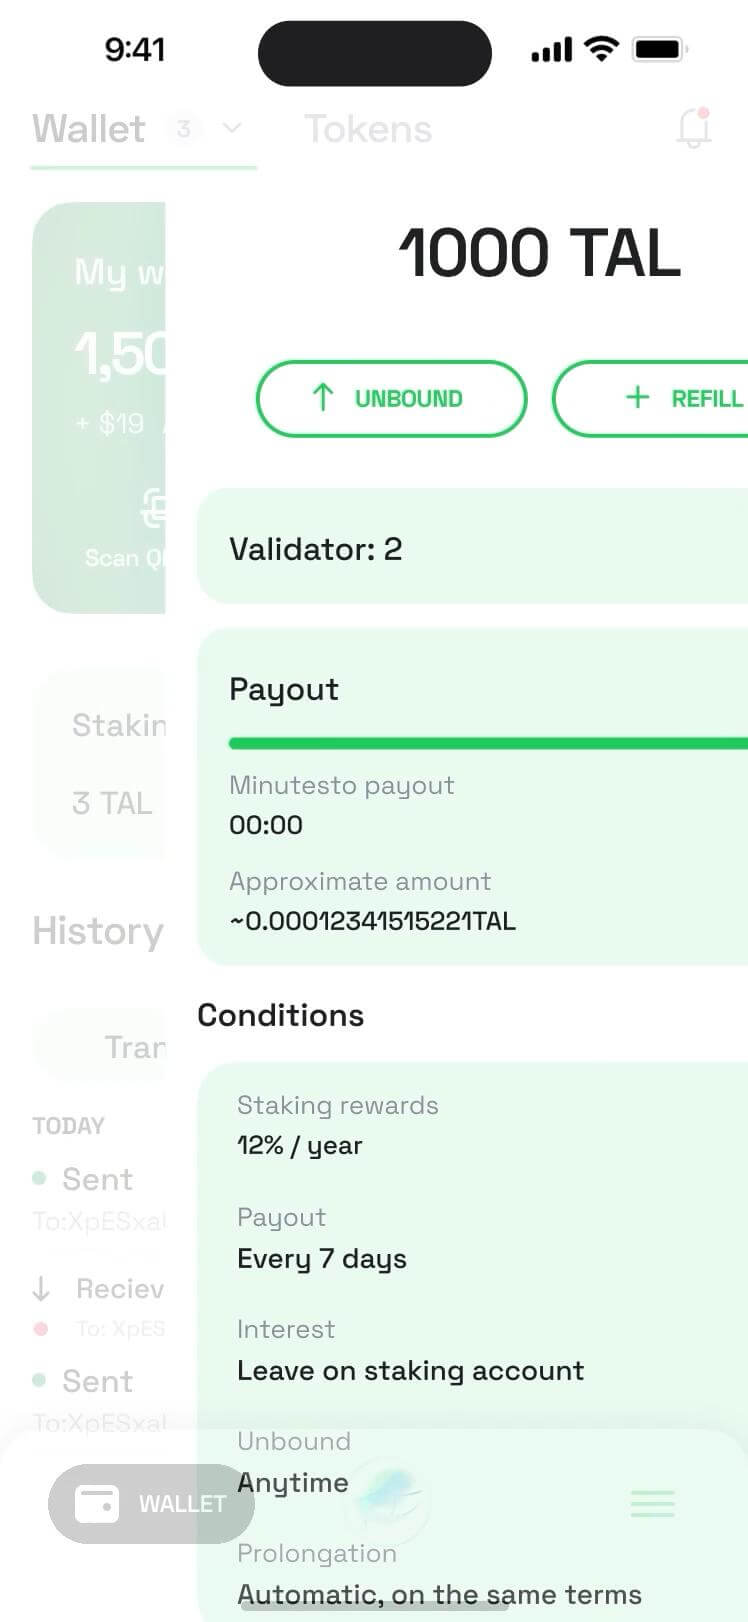 9:41
Wallet 3 Tokens
1000 TAL
My w
1,50
+ $19
UNBOUND
REFILL
Scan Q
Validator: 2
Payout
Stakin
3 TAL
Minutesto payout
00:00
Approximate amount
~0.00012341515221TAL
History
Conditions
Tran
Staking rewards
12% / year
TODAY
Sent
To:XpESxal
Payout
Every 7 days
Reciev
To: XpES
Interest
Leave on staking account
Sent
To:XpESxal
Unbound
Anytime
WALLET
Prolongation
Automatic, on the same terms